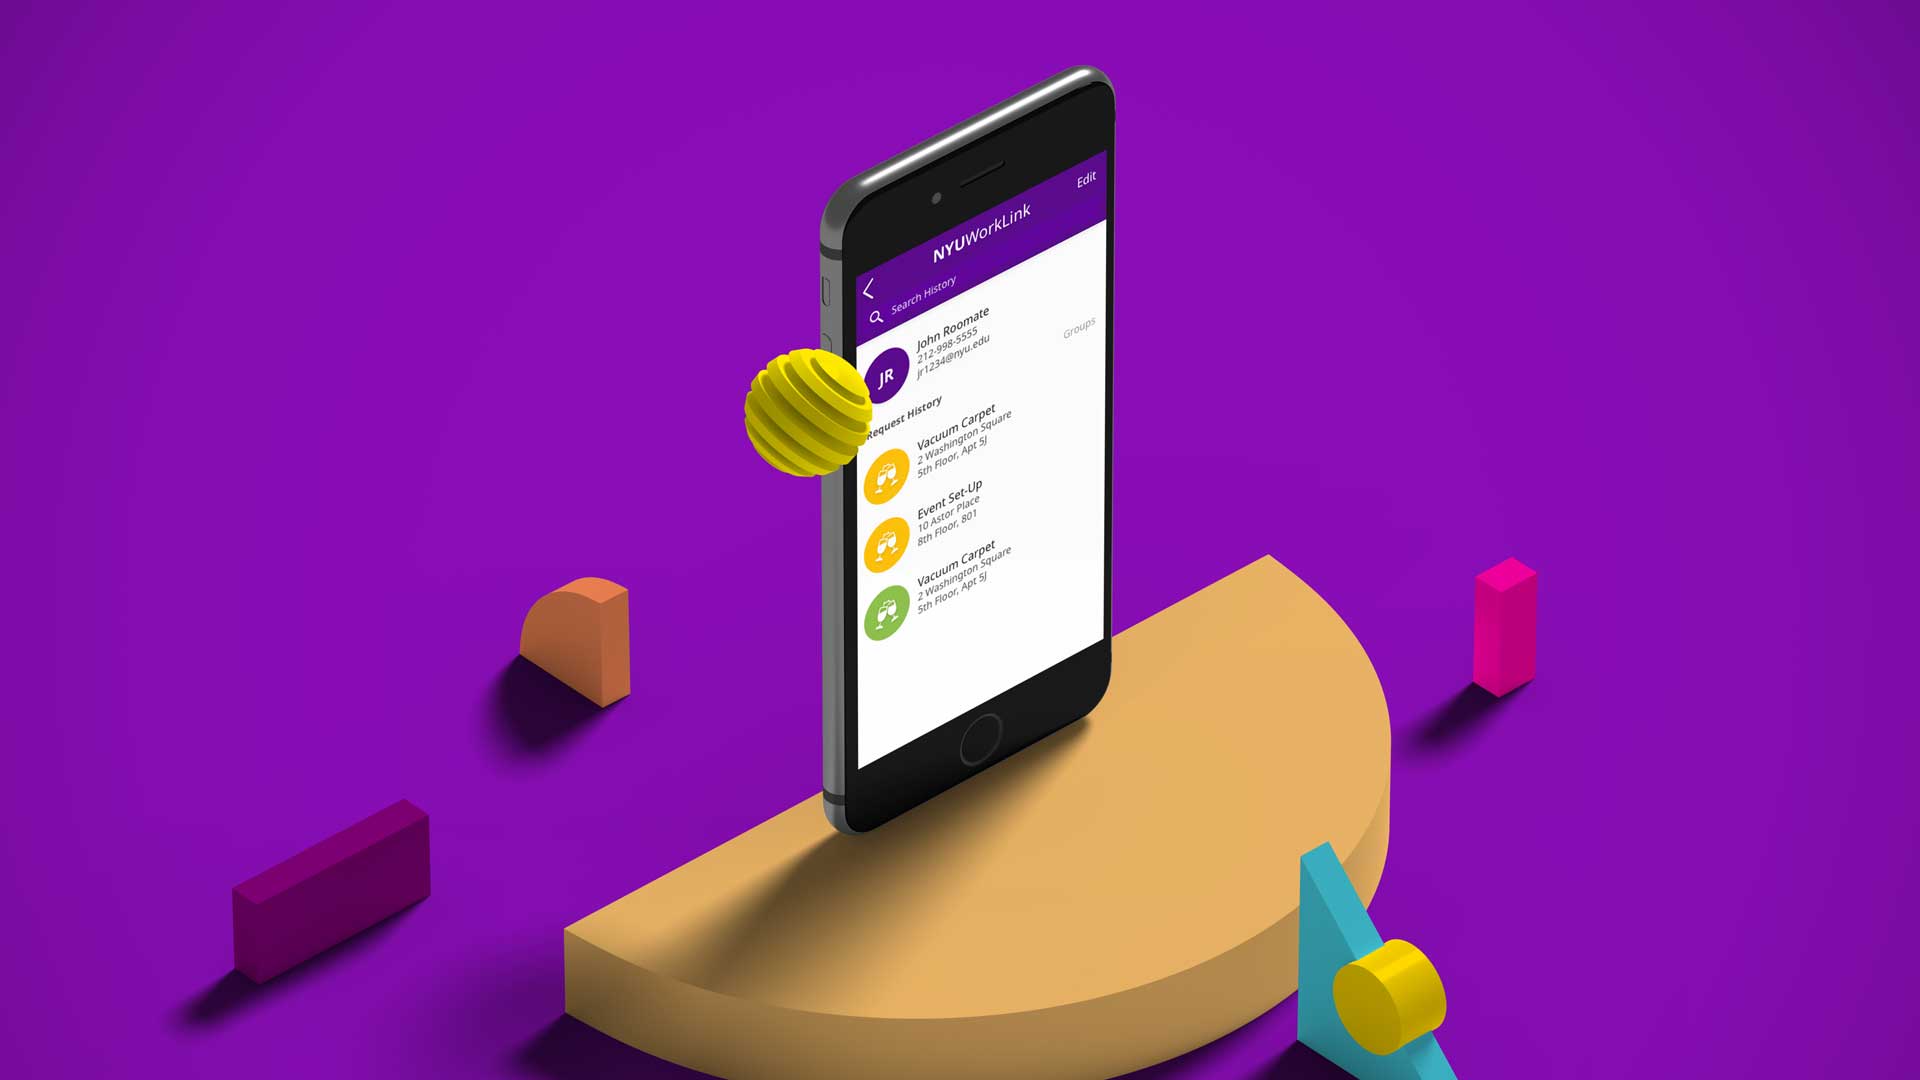 Edit
NYUWorkLink
Search History
John Roomate
212-998-5555
jr1234@nyu.edu
Groups
JR
Request History
Vacuum Carpet
2 Washington Square
5th Floor, Apt 5J
Event Set-Up
10 Astor Place
8th Floor, 801
Vacuum Carpet
2 Washington Square
5th Floor, Apt 5J